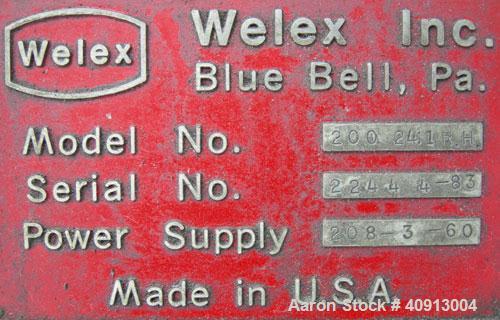 Welex
Welex Inc.
Blue Bell, Pa.
Model No. 200 241R.H.
Serial No. 2244 4-83
Power Supply 208-3-60
Made in U.S.A.
Aaron Stock # 40913004